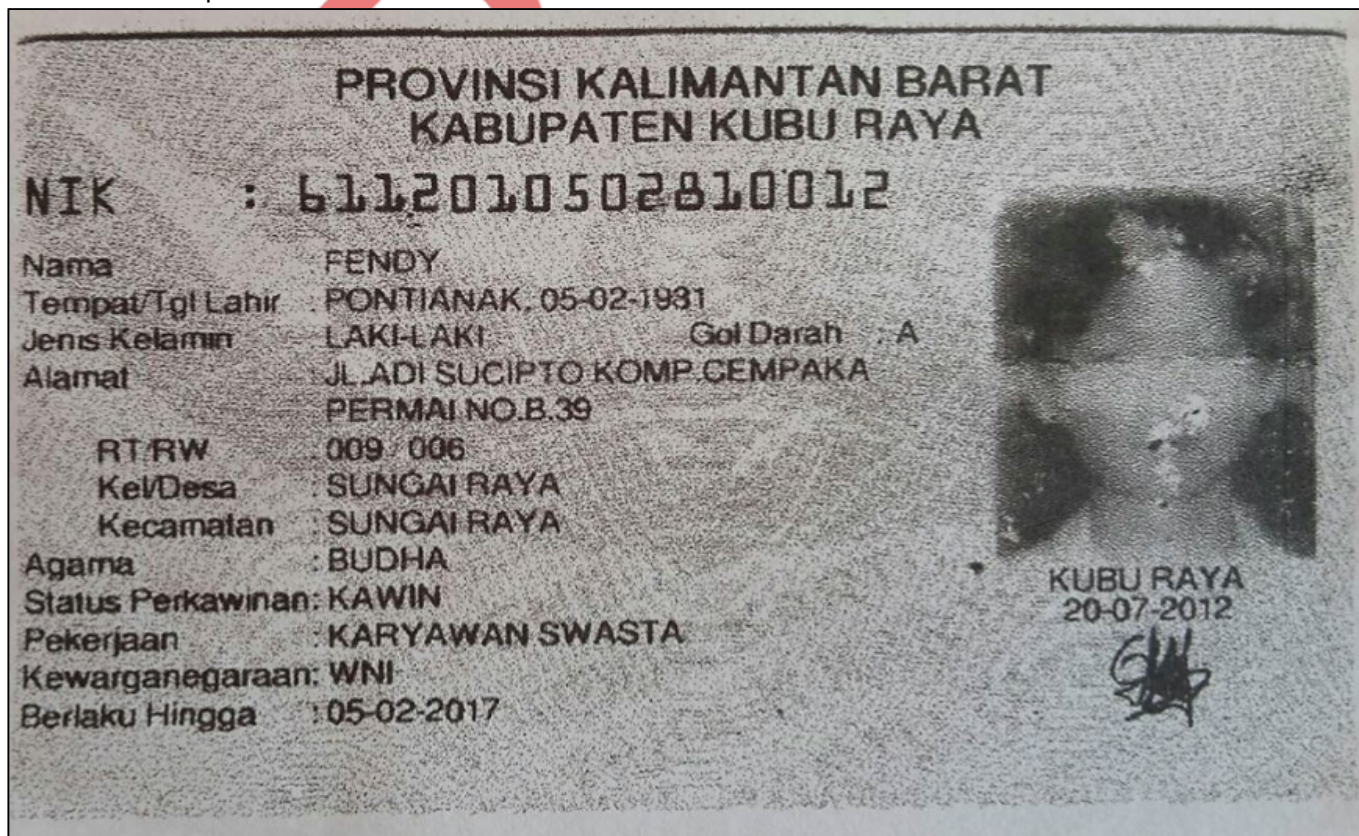 PROVINSI KALIMANTAN BARAT
KABUPATEN KUBU RAYA
NIK : 6112010502810012
Nama : FENDY
Tempat/Tgl Lahir : PONTIANAK, 05-02-1981
Jenis Kelamin : LAKI-LAKI Gol Darah : A
Alamat : JL.ADI SUCIPTO KOMP.CEMPAKA
PERMAI NO.B.39
RT/RW : 009 / 006
Kel/Desa : SUNGAI RAYA
Kecamatan : SUNGAI RAYA
Agama : BUDHA
Status Perkawinan: KAWIN
Pekerjaan : KARYAWAN SWASTA
Kewarganegaraan: WNI
Berlaku Hingga : 05-02-2017
KUBU RAYA
20-07-2012